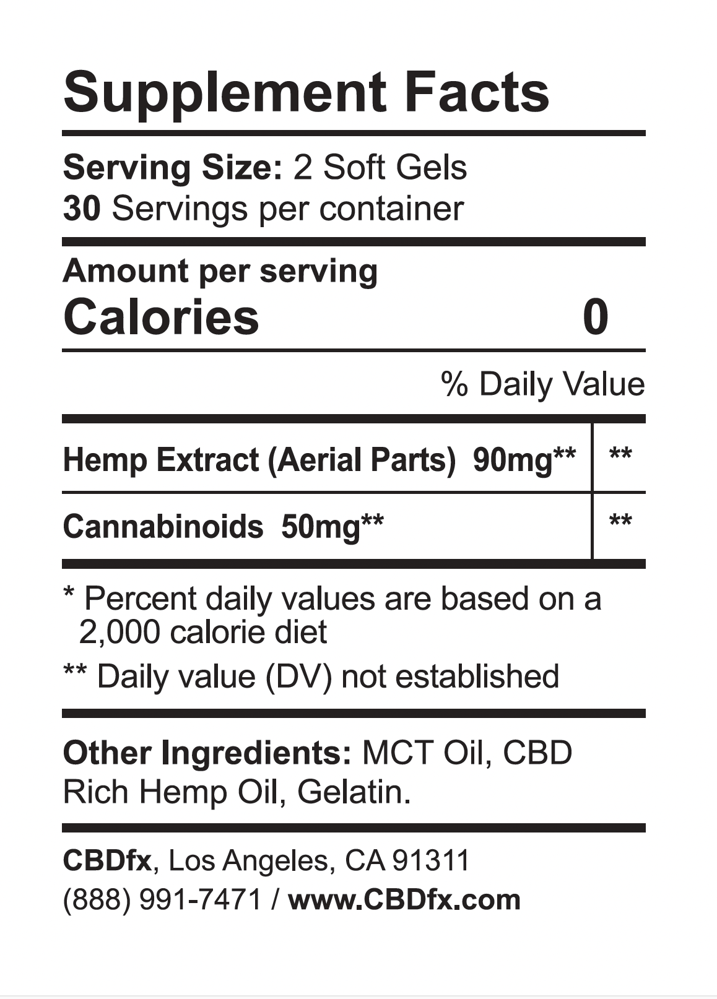 Supplement Facts
Serving Size: 2 Soft Gels
30 Servings per container
Amount per serving
Calories 0
% Daily Value
Hemp Extract (Aerial Parts) 90mg** **
Cannabinoids 50mg** **
* Percent daily values are based on a
2,000 calorie diet
** Daily value (DV) not established
Other Ingredients: MCT Oil, CBD
Rich Hemp Oil, Gelatin.
CBDfx, Los Angeles, CA 91311
(888) 991-7471 / www.CBDfx.com